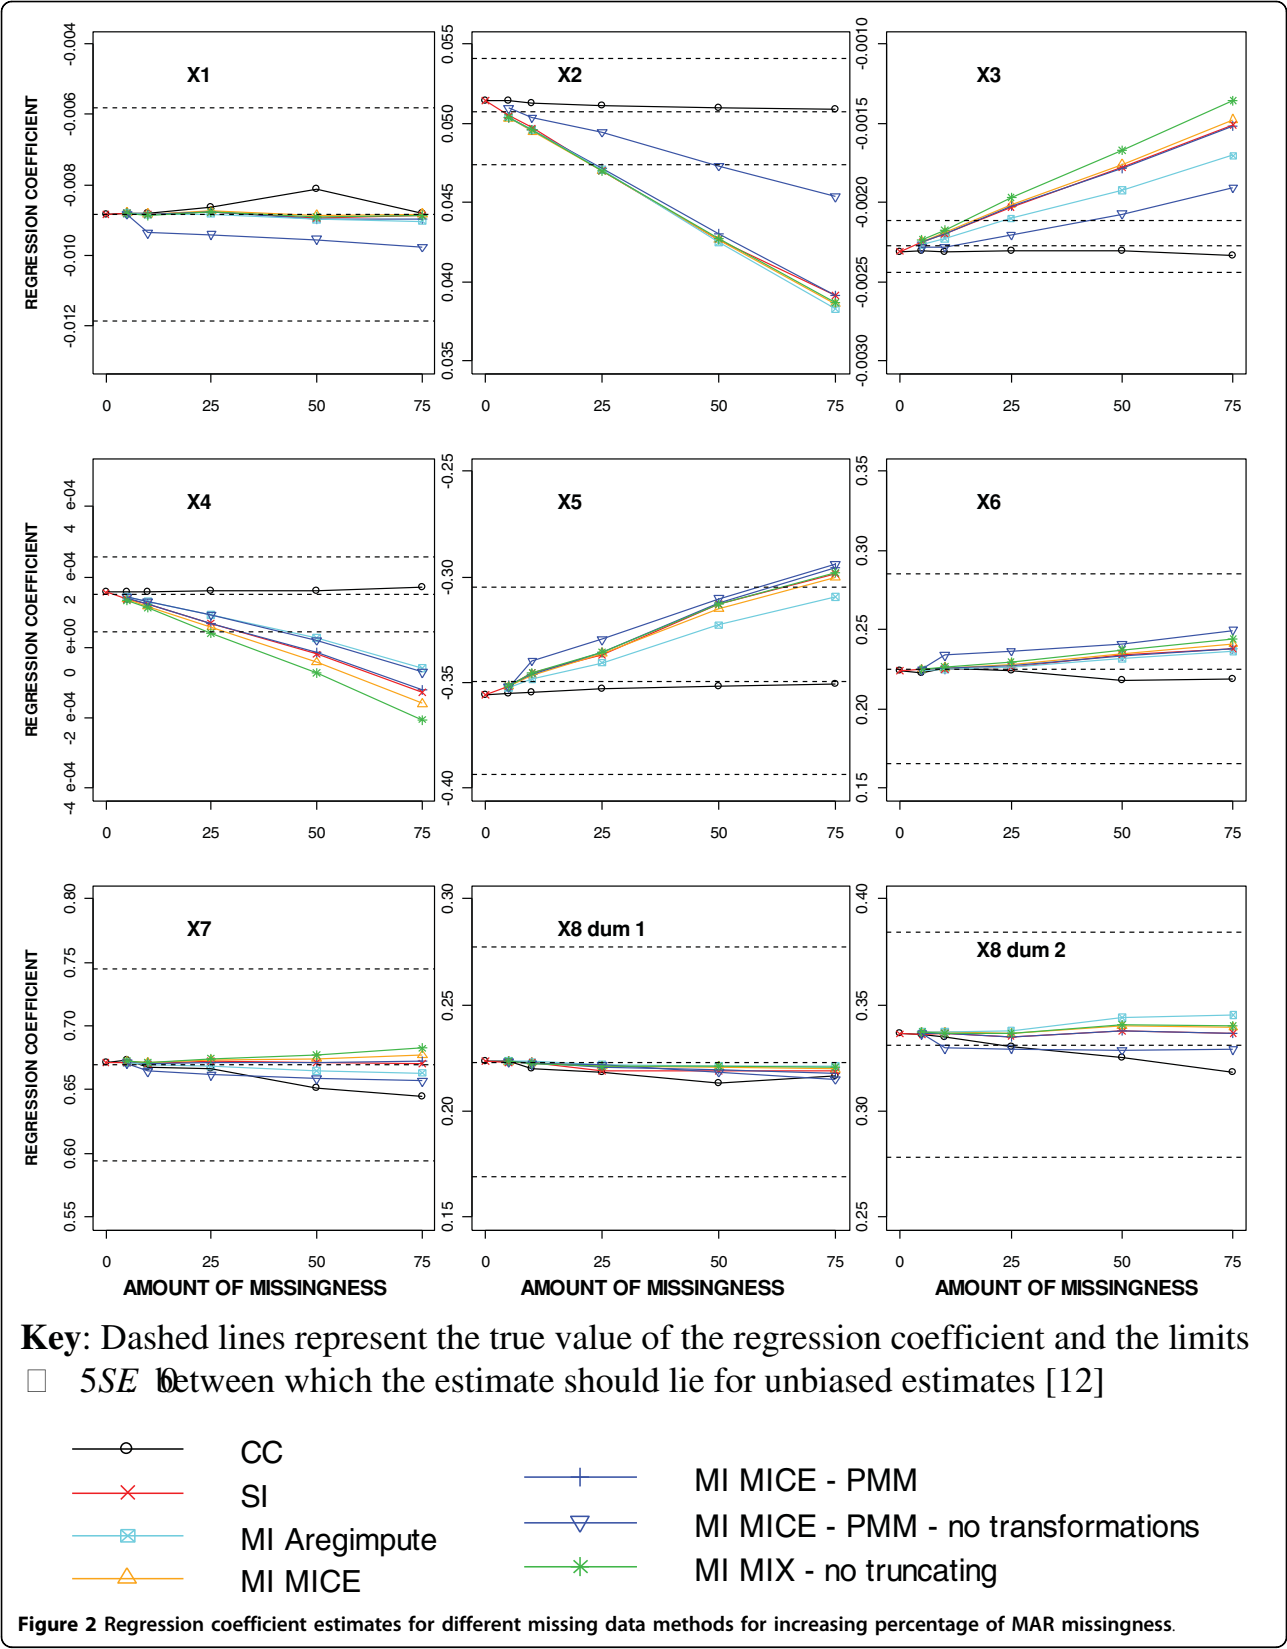 X1
X2
X3
REGRESSION COEFFICIENT
-0.004
-0.006
-0.008
-0.010
-0.012
0.055
0.050
0.045
0.040
0.035
-0.0010
-0.0015
-0.0020
-0.0025
-0.0030
0 25 50 75
0 25 50 75
0 25 50 75
X4
X5
X6
REGRESSION COEFFICIENT
4 e-04
2 e-04
0 e+00
-2 e-04
-4 e-04
-0.25
-0.30
-0.35
-0.40
0.35
0.30
0.25
0.20
0.15
0 25 50 75
0 25 50 75
0 25 50 75
X7
X8 dum 1
X8 dum 2
REGRESSION COEFFICIENT
0.80
0.75
0.70
0.65
0.60
0.55
0.30
0.25
0.20
0.15
0.40
0.35
0.30
0.25
0 25 50 75
0 25 50 75
0 25 50 75
AMOUNT OF MISSINGNESS
AMOUNT OF MISSINGNESS
AMOUNT OF MISSINGNESS
Key: Dashed lines represent the true value of the regression coefficient and the limits
5SE between which the estimate should lie for unbiased estimates [12]
CC
SI
MI Aregimpute
MI MICE
MI MICE - PMM
MI MICE - PMM - no transformations
MI MIX - no truncating
Figure 2 Regression coefficient estimates for different missing data methods for increasing percentage of MAR missingness.